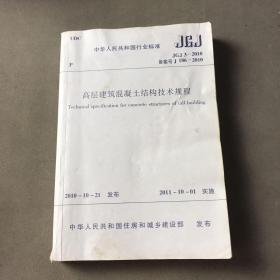 UDC
中华人民共和国行业标准
JGJ
P
JGJ 3-2010
备案号 J 186-2010
高层建筑混凝土结构技术规程
Technical specification for concrete structures of tall building
2010-10-21 发布 2011-10-01 实施
中华人民共和国住房和城乡建设部 发布